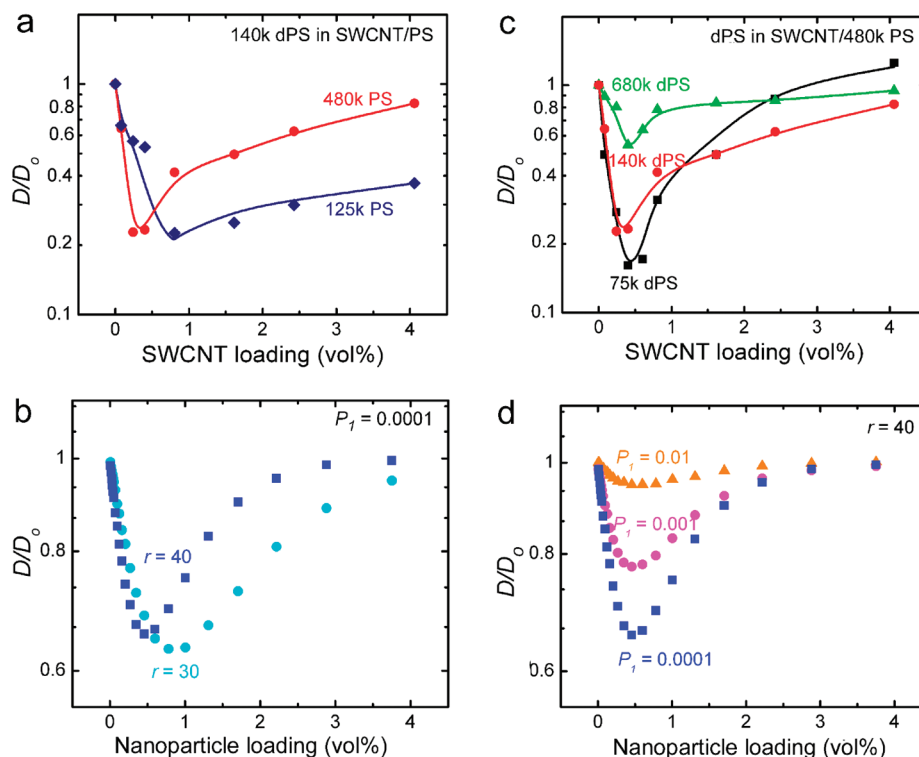 a
140k dPS in SWCNT/PS
1
0.8
0.6
0.4
0.2
0.1
D/Do
480k PS
125k PS
0 1 2 3 4
SWCNT loading (vol%)
c
dPS in SWCNT/480k PS
1
0.8
0.6
0.4
0.2
0.1
D/Do
680k dPS
140k dPS
75k dPS
0 1 2 3 4
SWCNT loading (vol%)
b
P1 = 0.0001
1
0.8
0.6
D/Do
r = 40
r = 30
0 1 2 3 4
Nanoparticle loading (vol%)
d
r = 40
1
0.8
0.6
D/Do
P1 = 0.01
P1 = 0.001
P1 = 0.0001
0 1 2 3 4
Nanoparticle loading (vol%)